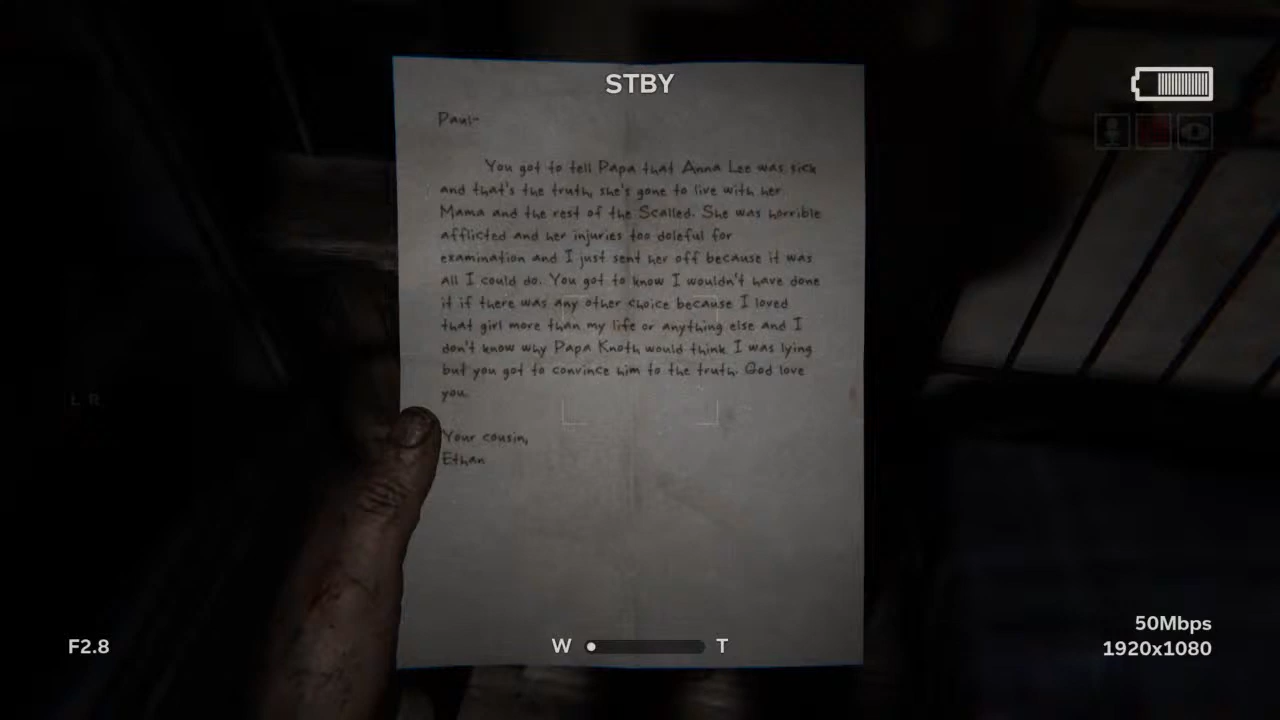 STBY
Paul-
You got to tell Papa that Anna Lee was sick
and that's the truth, she's gone to live with her
Mama and the rest of the Scalled. She was horrible
afflicted and her injuries too doleful for
examination and I just sent her off because it was
all I could do. You got to know I wouldn't have done
it if there was any other choice because I loved
that girl more than my life or anything else and I
don't know why Papa Knoth would think I was lying
but you got to convince him to the truth. God love
you.
Your cousin,
Ethan
L R
F2.8
W T
50Mbps
1920x1080